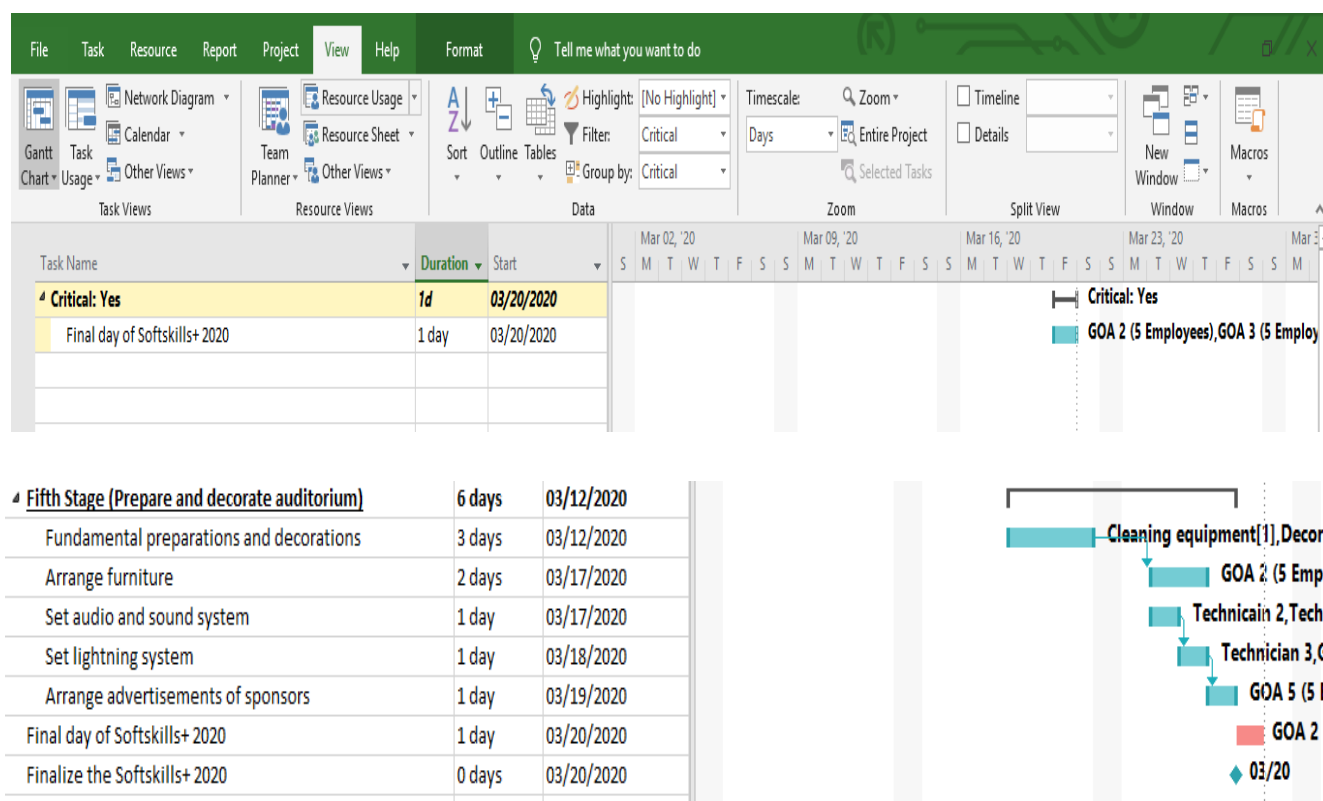 File Task Resource Report Project View Help Format Tell me what you want to do
Network Diagram Resource Usage Highlight: [No Highlight] Timescale: Zoom Timeline
Calendar Resource Sheet Filter: Critical Days Entire Project Details
Gantt Chart Task Usage Other Views Team Planner Other Views Sort Outline Tables Group by: Critical Selected Tasks New Window Macros
Task Views Resource Views Data Zoom Split View Window Macros
Mar 02, '20 Mar 09, '20 Mar 16, '20 Mar 23, '20 Mar 3
Task Name Duration Start S M T W T F S S M T W T F S S M T W T F S S M T W T F S S M
Critical: Yes 1d 03/20/2020 Critical: Yes
Final day of Softskills+ 2020 1 day 03/20/2020 GOA 2 (5 Employees),GOA 3 (5 Employ
Fifth Stage (Prepare and decorate auditorium) 6 days 03/12/2020
Fundamental preparations and decorations 3 days 03/12/2020 Cleaning equipment[1],Decor
Arrange furniture 2 days 03/17/2020 GOA 2 (5 Emp
Set audio and sound system 1 day 03/17/2020 Technicain 2,Tech
Set lightning system 1 day 03/18/2020 Technician 3,G
Arrange advertisements of sponsors 1 day 03/19/2020 GOA 5 (5 E
Final day of Softskills+ 2020 1 day 03/20/2020 GOA 2
Finalize the Softskills+ 2020 0 days 03/20/2020 03/20